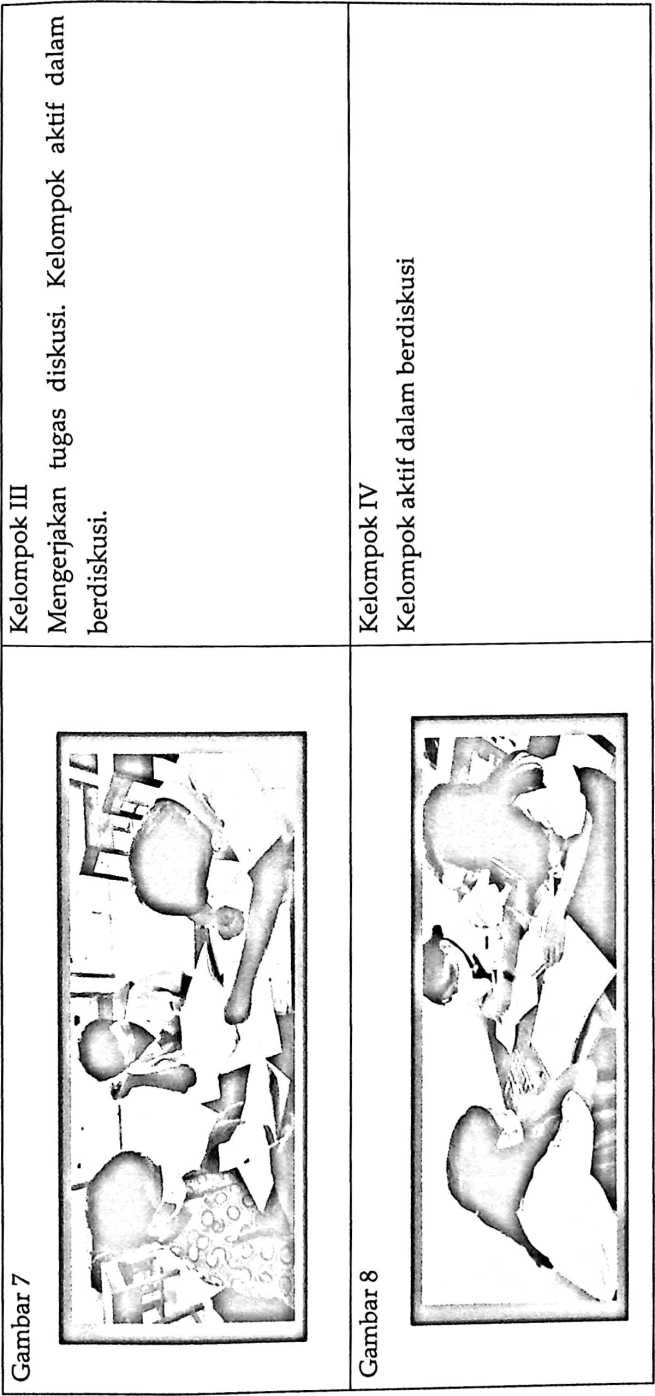 Gambar 7
Kelompok III
Mengerjakan tugas diskusi. Kelompok aktif dalam
berdiskusi.
Gambar 8
Kelompok IV
Kelompok aktif dalam berdiskusi